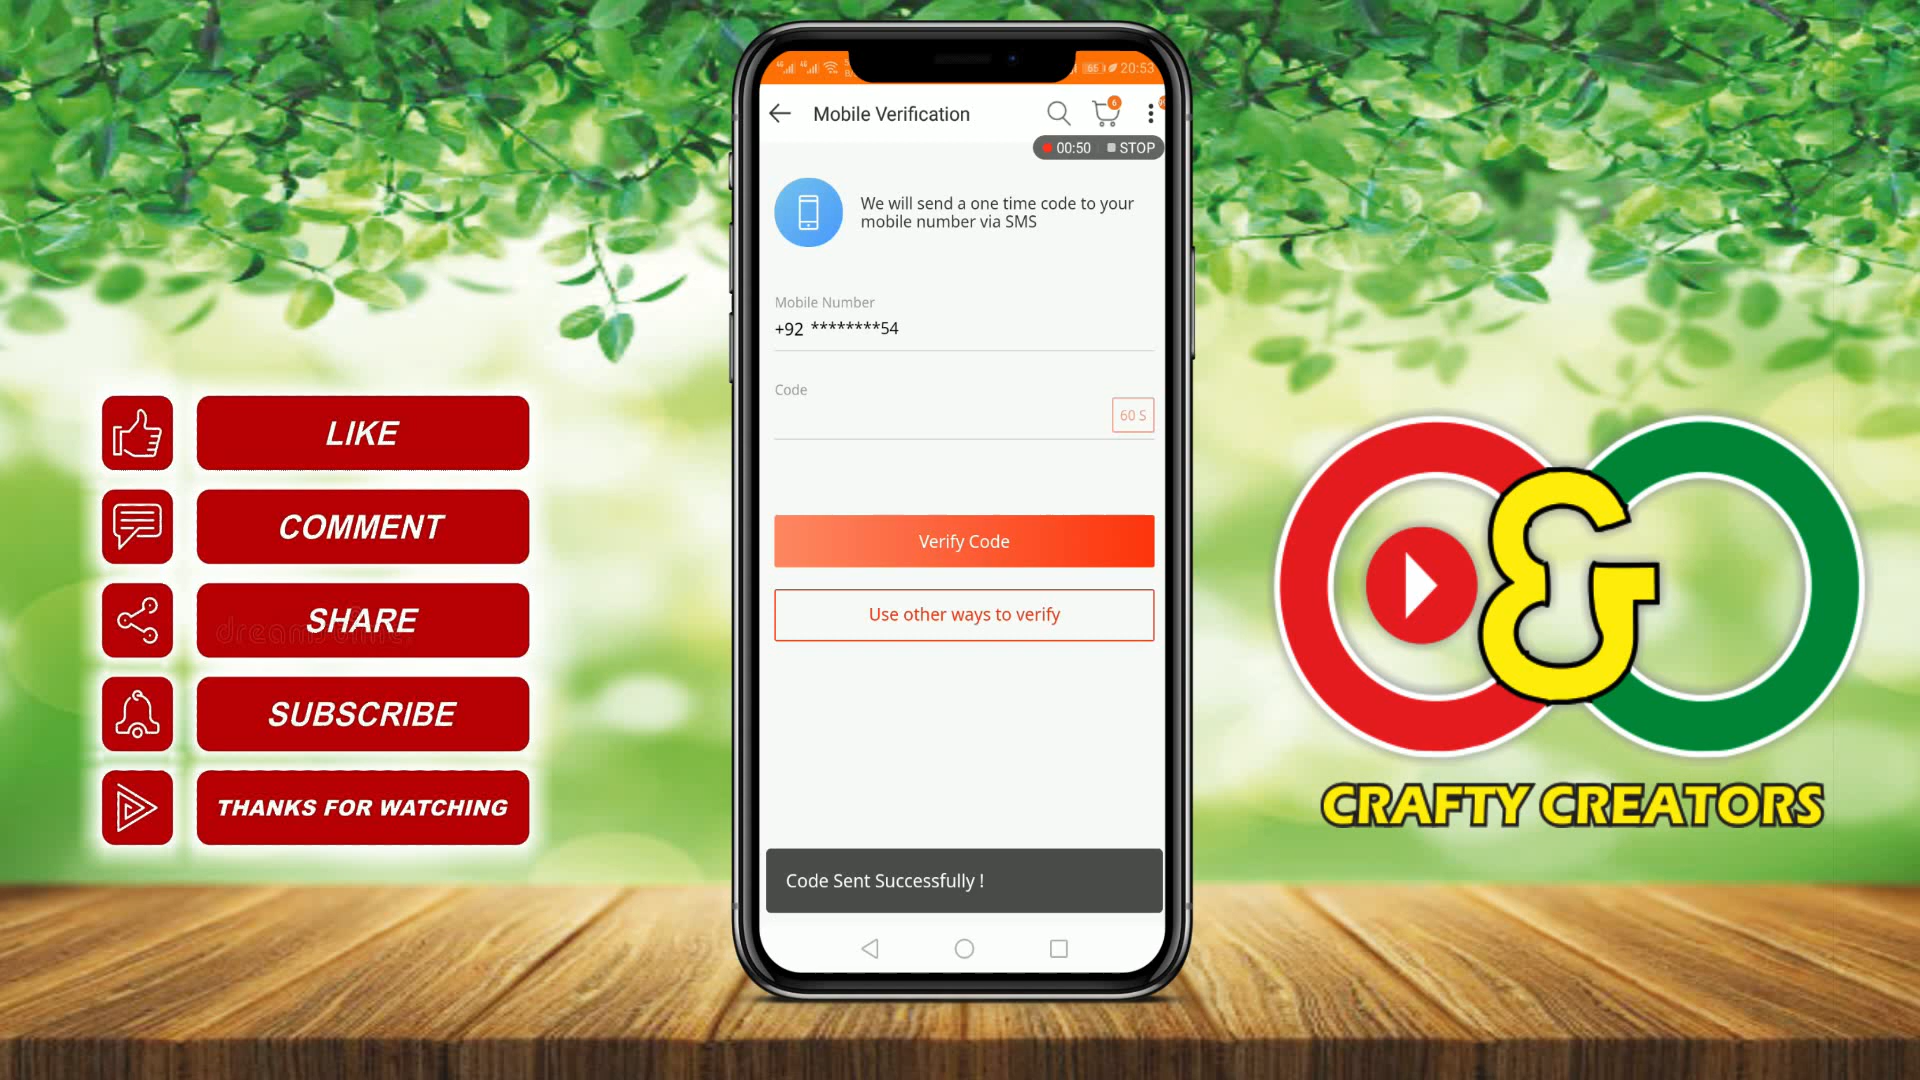 20:53
65
Mobile Verification
6
00:50 STOP
We will send a one time code to your
mobile number via SMS
Mobile Number
+92 ********54
Code
60 S
Verify Code
Use other ways to verify
Code Sent Successfully !
LIKE
COMMENT
SHARE
SUBSCRIBE
THANKS FOR WATCHING
&
CRAFTY CREATORS